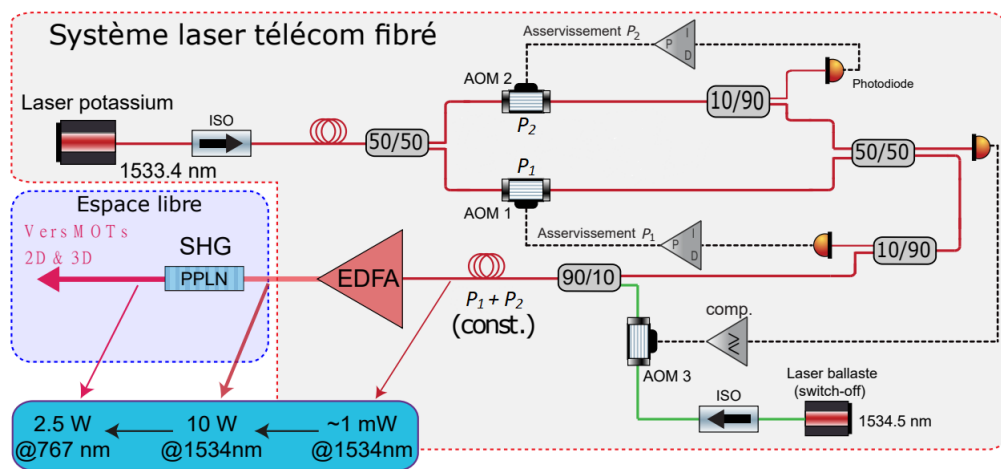 Système laser télécom fibré
Asservissement P2
P
I
D
AOM 2
Photodiode
Laser potassium
ISO
10/90
P2
50/50
50/50
P1
1533.4 nm
AOM 1
Espace libre
Asservissement P1
P
I
D
10/90
Vers MOTs
2D & 3D
SHG
PPLN
EDFA
90/10
P1 + P2
(const.)
comp.
≥
AOM 3
Laser ballaste
(switch-off)
ISO
1534.5 nm
2.5 W
@767 nm
10 W
@1534nm
~1 mW
@1534nm